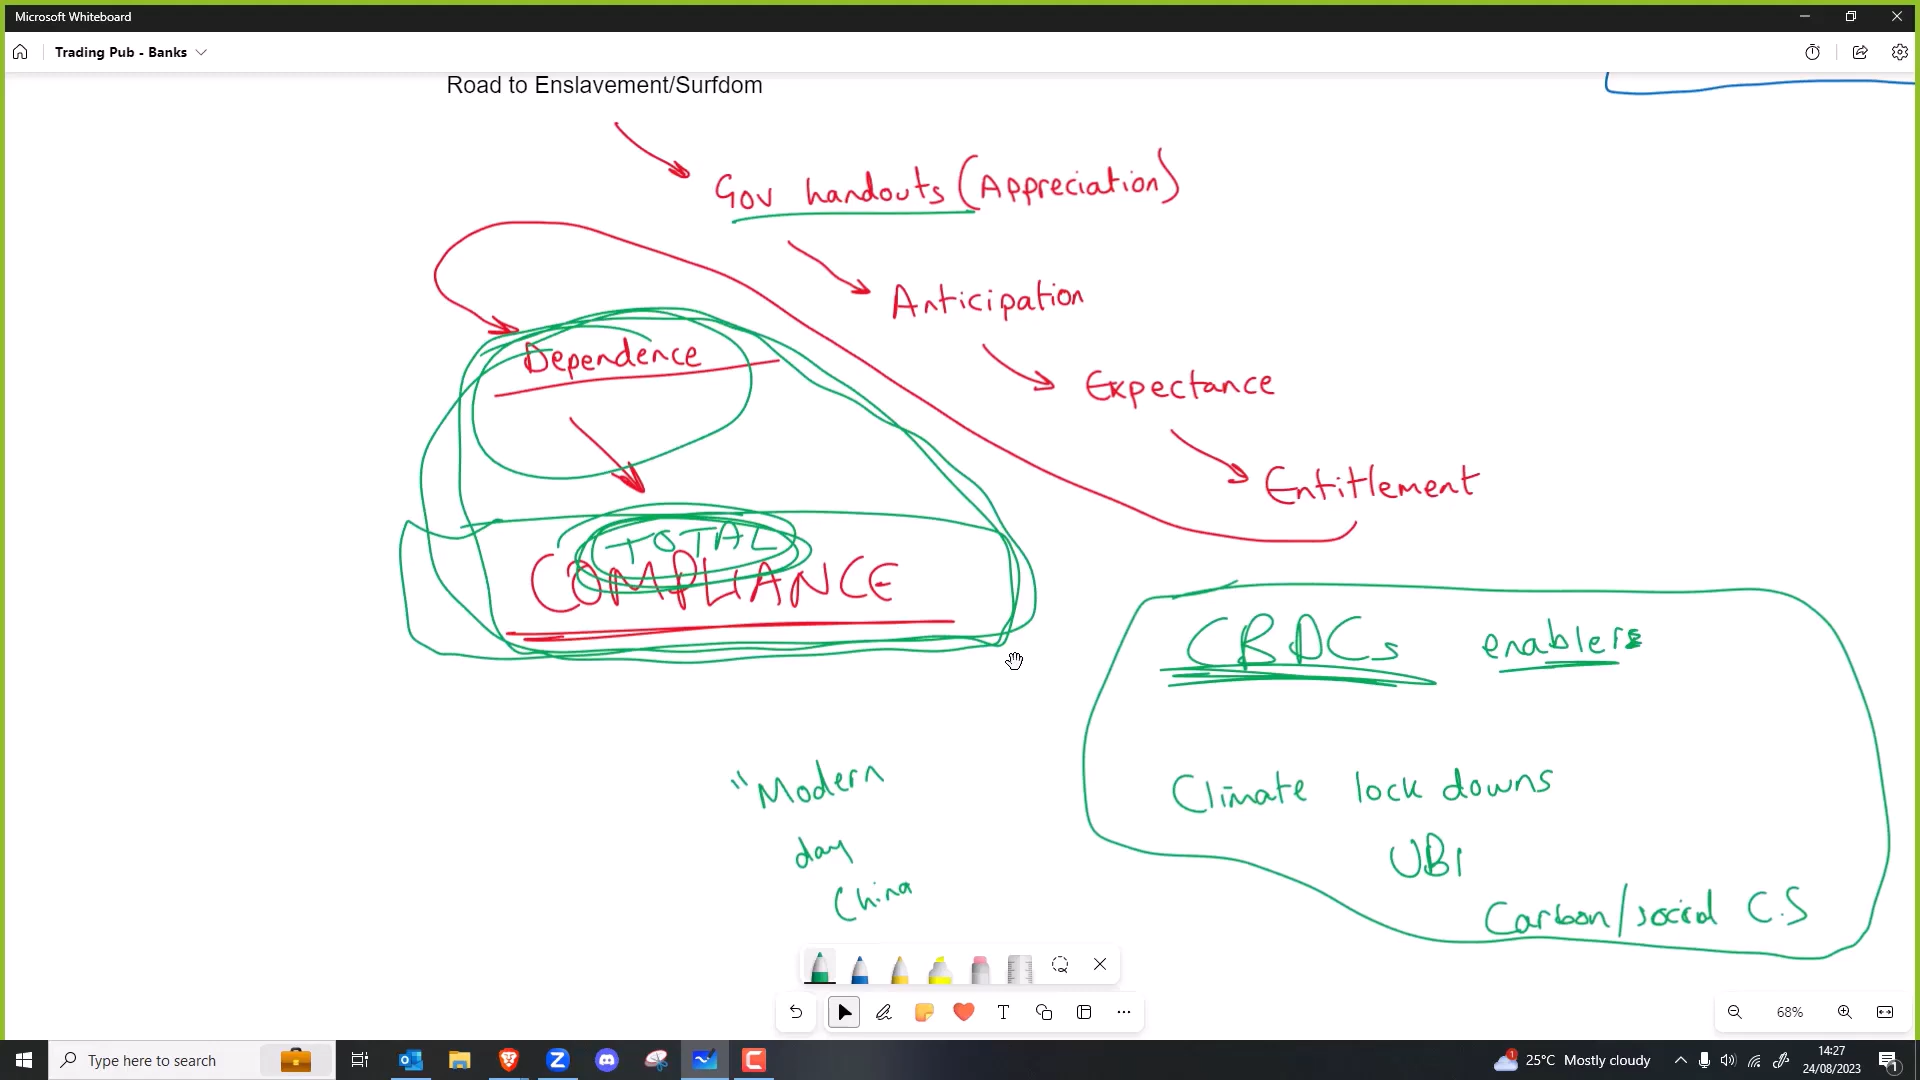 Microsoft Whiteboard
Trading Pub - Banks
Road to Enslavement/Surfdom
Gov handouts (Appreciation)
Anticipation
Dependence
Expectance
Entitlement
TOTAL
COMPLIANCE
CBDCs enablers
"Modern
day
China
Climate lock downs
UBI
Carbon/social C.S
68%
Type here to search
1
25°C Mostly cloudy
14:27
24/08/2023
1